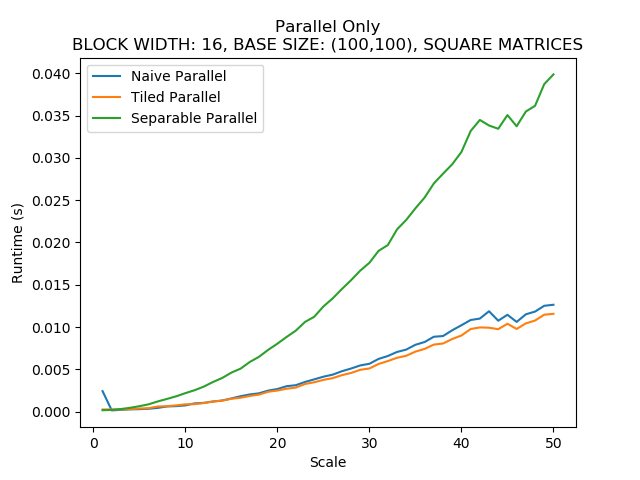 Parallel Only
BLOCK WIDTH: 16, BASE SIZE: (100,100), SQUARE MATRICES
Naive Parallel
Tiled Parallel
Separable Parallel
0.040
0.035
0.030
0.025
0.020
0.015
0.010
0.005
0.000
Runtime (s)
0 10 20 30 40 50
Scale